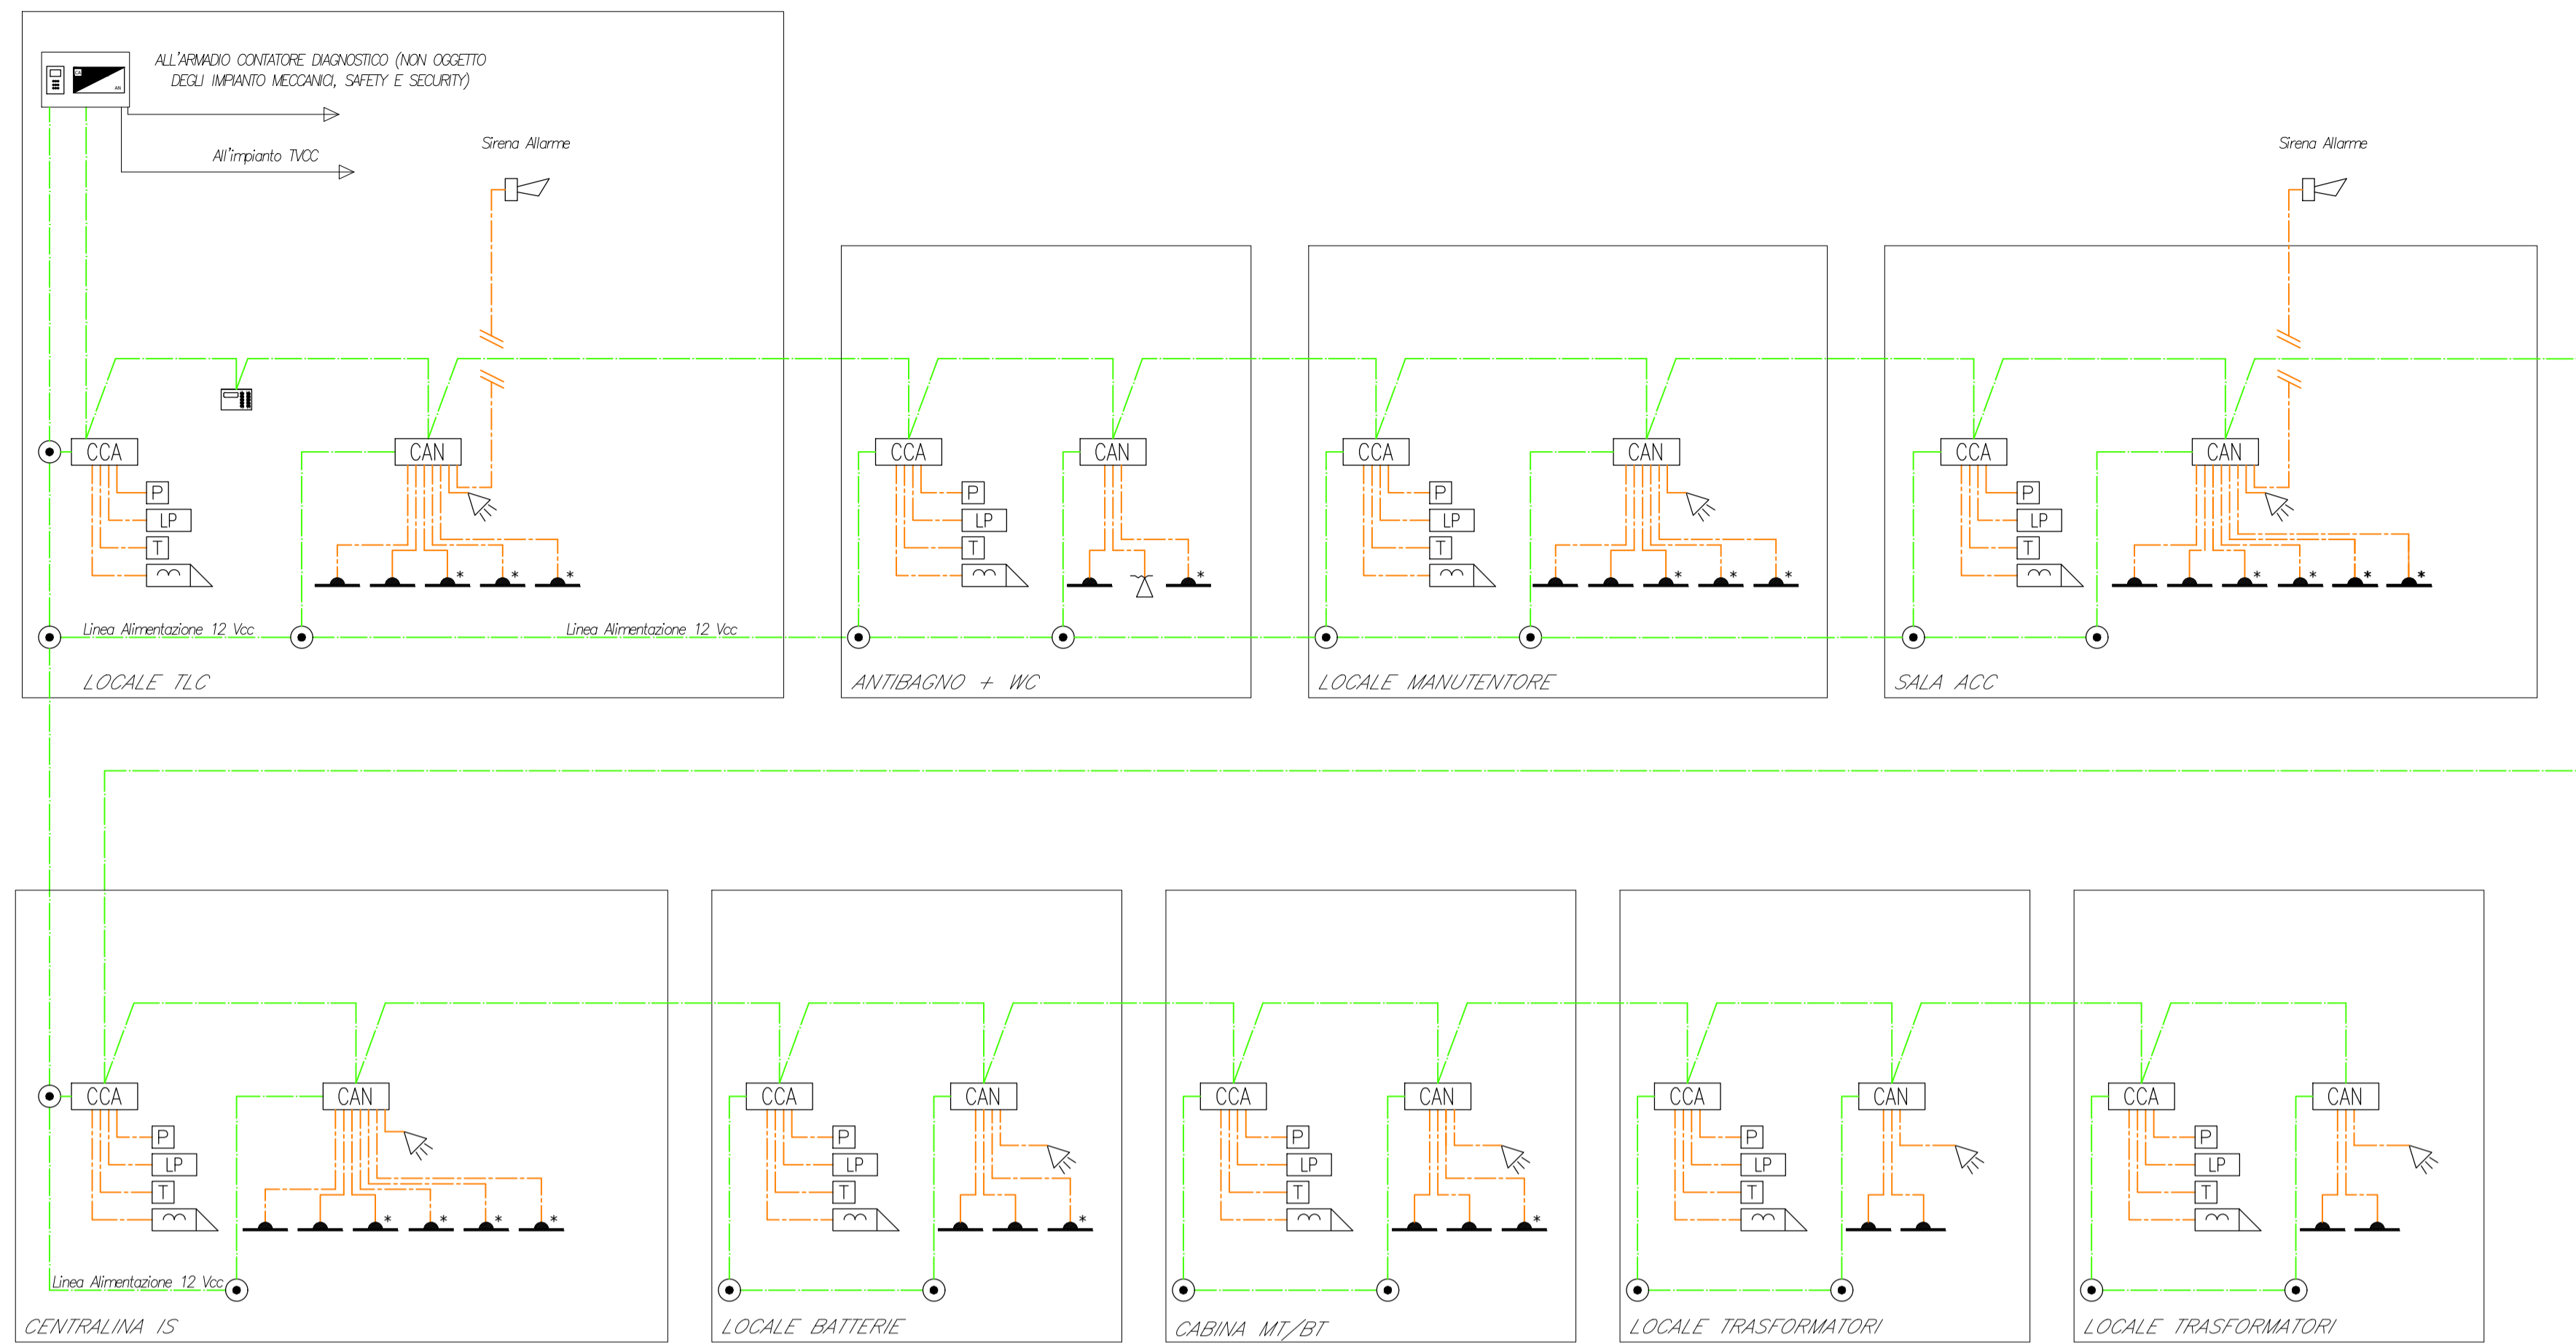 ALL'ARMADIO CONTATORE DIAGNOSTICO (NON OGGETTO
DEGLI IMPIANTO MECCANICI, SAFETY E SECURITY)
CA
AN
All'impianto TVCC
Sirena Allarme
Sirena Allarme
CCA
CAN
CCA
CAN
CCA
CAN
CCA
CAN
P
P
P
P
LP
LP
LP
LP
T
T
T
T
* * *
*
* * *
* * * *
Linea Alimentazione 12 Vcc
Linea Alimentazione 12 Vcc
LOCALE TLC
ANTIBAGNO + WC
LOCALE MANUTENTORE
SALA ACC
CCA
CAN
CCA
CAN
CCA
CAN
CCA
CAN
CCA
CAN
P
P
P
P
P
LP
LP
LP
LP
LP
T
T
T
T
T
* * * *
*
*
Linea Alimentazione 12 Vcc
CENTRALINA IS
LOCALE BATTERIE
CABINA MT/BT
LOCALE TRASFORMATORI
LOCALE TRASFORMATORI